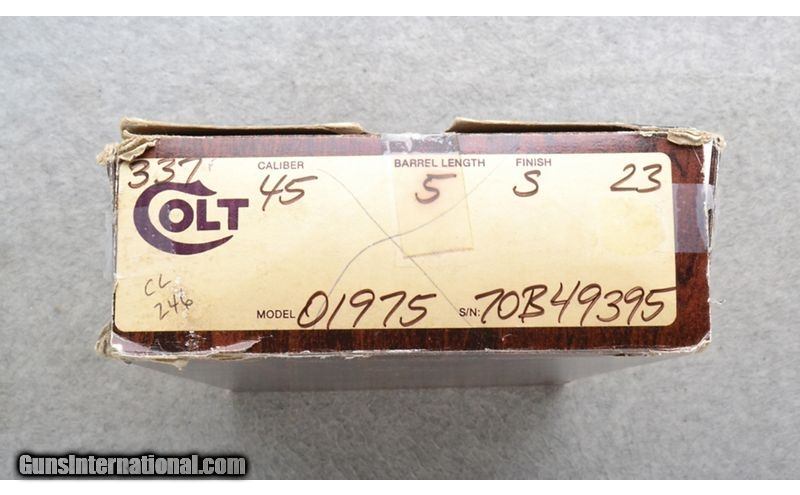 337 CALIBER BARREL LENGTH FINISH
45 5 S 23
COLT
CL
246
MODEL 01975 S/N: 70B49395
GunsInternational.com